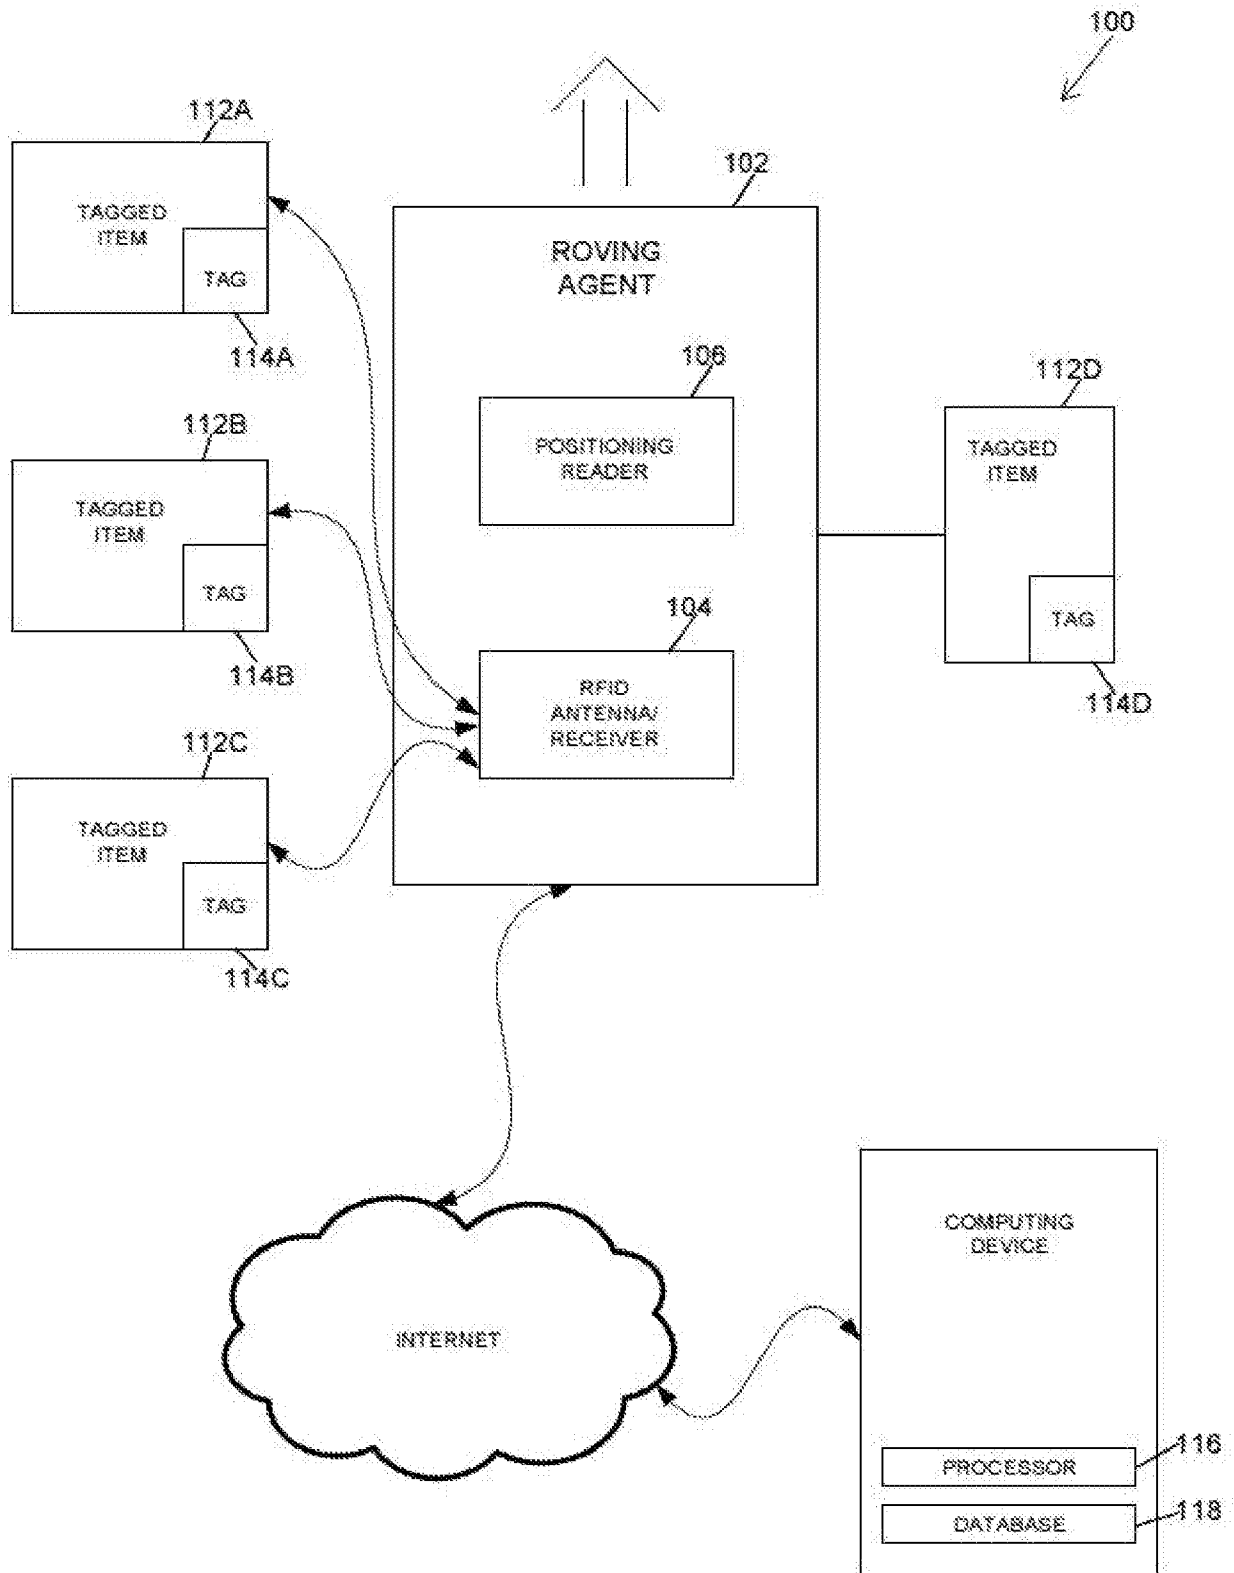 100
112A
TAGGED
ITEM
TAG
114A
102
ROVING
AGENT
106
POSITIONING
READER
112D
TAGGED
ITEM
TAG
114D
112B
TAGGED
ITEM
TAG
114B
104
RFID
ANTENNA/
RECEIVER
112C
TAGGED
ITEM
TAG
114C
INTERNET
COMPUTING
DEVICE
PROCESSOR
116
DATABASE
118